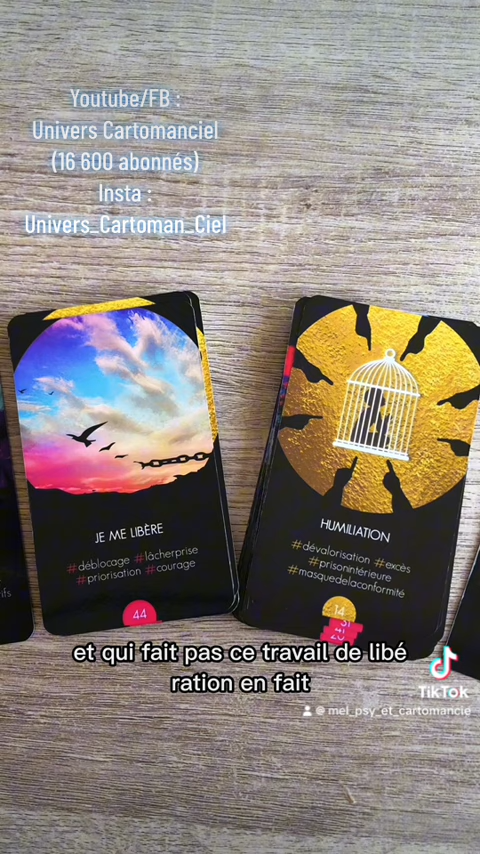 Youtube/FB :
Univers Cartomanciel
(16 600 abonnés)
Insta :
Univers_Cartoman_Ciel
JE ME LIBÈRE
#déblocage #lâcherprise
#priorisation #courage
44
HUMILIATION
#dévalorisation #excès
#prisonintérieure
#masquedelaconformité
14
et qui fait pas ce travail de libé
ration en fait
TikTok
@ mel_psy_et_cartomancie